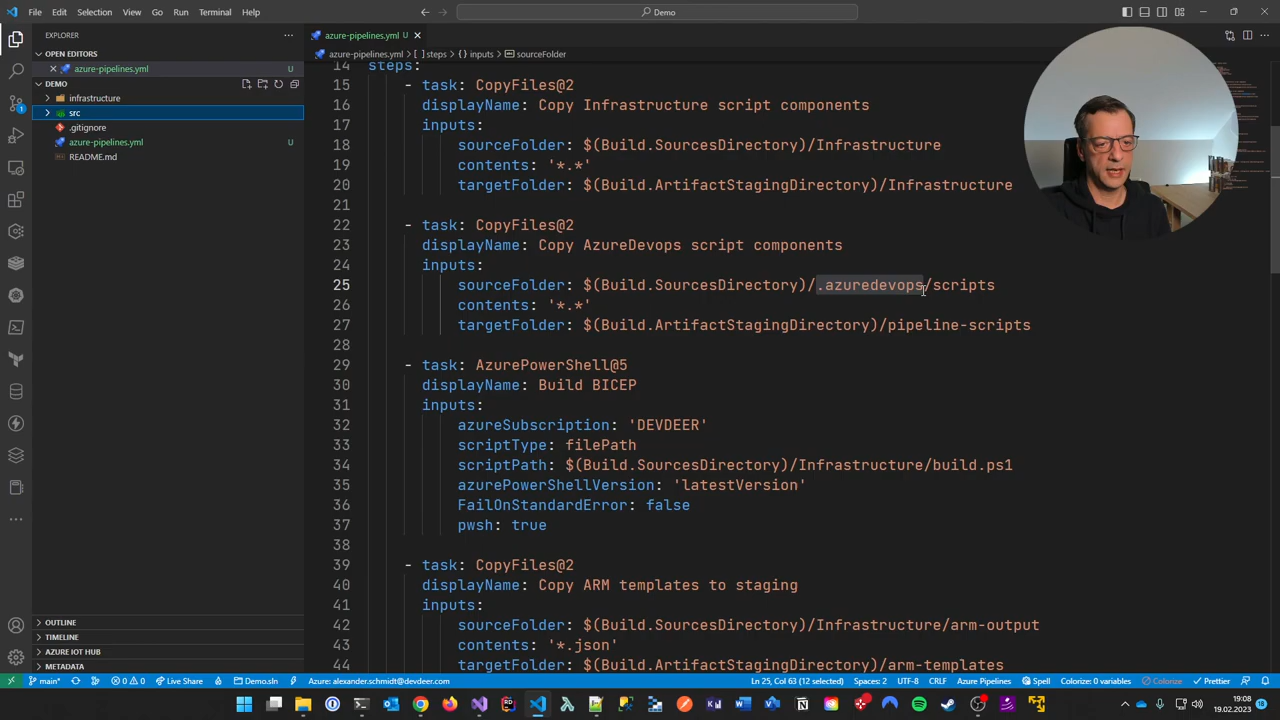 File Edit Selection View Go Run Terminal Help
Demo
EXPLORER
OPEN EDITORS
azure-pipelines.yml U
DEMO
infrastructure
src
.gitignore
azure-pipelines.yml U
README.md
OUTLINE
TIMELINE
AZURE IOT HUB
METADATA
azure-pipelines.yml U
azure-pipelines.yml > [ ] steps > {} inputs > sourceFolder
14 steps:
15 - task: CopyFiles@2
16 displayName: Copy Infrastructure script components
17 inputs:
18 sourceFolder: $(Build.SourcesDirectory)/Infrastructure
19 contents: '*.*'
20 targetFolder: $(Build.ArtifactStagingDirectory)/Infrastructure
21
22 - task: CopyFiles@2
23 displayName: Copy AzureDevops script components
24 inputs:
25 sourceFolder: $(Build.SourcesDirectory)/.azuredevops/scripts
26 contents: '*.*'
27 targetFolder: $(Build.ArtifactStagingDirectory)/pipeline-scripts
28
29 - task: AzurePowerShell@5
30 displayName: Build BICEP
31 inputs:
32 azureSubscription: 'DEVDEER'
33 scriptType: filePath
34 scriptPath: $(Build.SourcesDirectory)/Infrastructure/build.ps1
35 azurePowerShellVersion: 'latestVersion'
36 FailOnStandardError: false
37 pwsh: true
38
39 - task: CopyFiles@2
40 displayName: Copy ARM templates to staging
41 inputs:
42 sourceFolder: $(Build.SourcesDirectory)/Infrastructure/arm-output
43 contents: '*.json'
44 targetFolder: $(Build.ArtifactStagingDirectory)/arm-templates
main* 0 0 Live Share Demo.sln Azure: alexander.schmidt@devdeer.com Ln 25, Col 63 (12 selected) Spaces: 2 UTF-8 CRLF Azure Pipelines Colorize: 0 variables Colorize Spell Prettier
19:08
19.02.2023